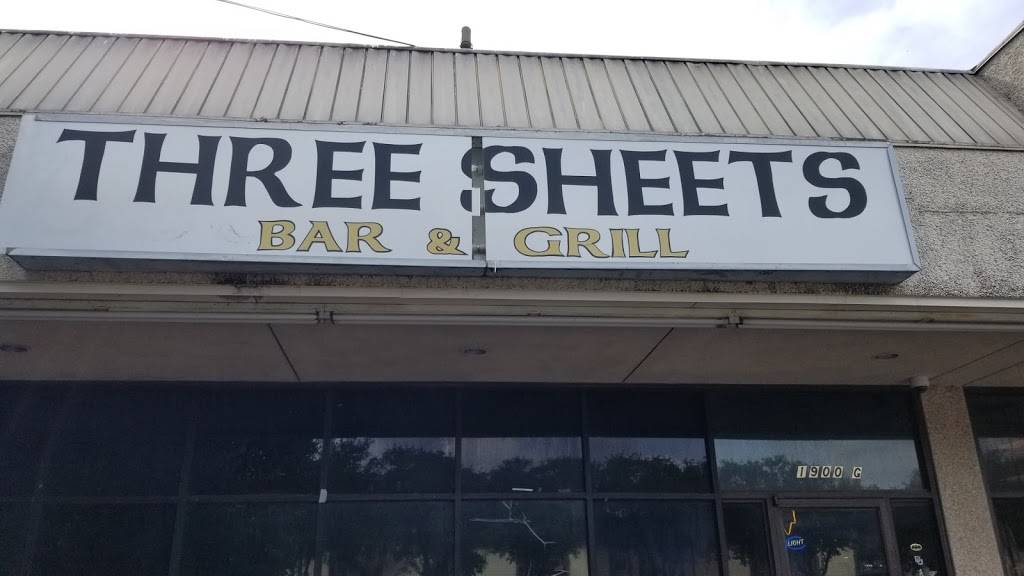 THREE SHEETS
BAR & GRILL
1900 G
LIGHT